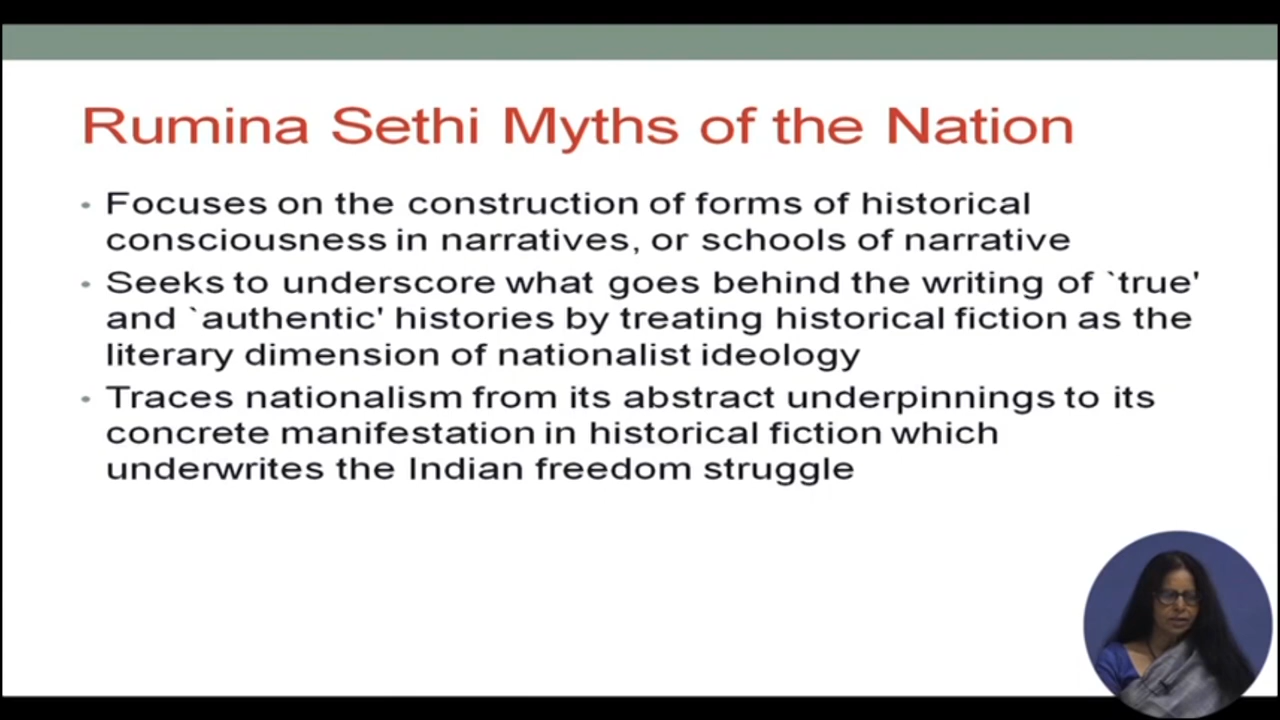 Rumina Sethi Myths of the Nation
• Focuses on the construction of forms of historical
consciousness in narratives, or schools of narrative
• Seeks to underscore what goes behind the writing of `true'
and `authentic' histories by treating historical fiction as the
literary dimension of nationalist ideology
• Traces nationalism from its abstract underpinnings to its
concrete manifestation in historical fiction which
underwrites the Indian freedom struggle